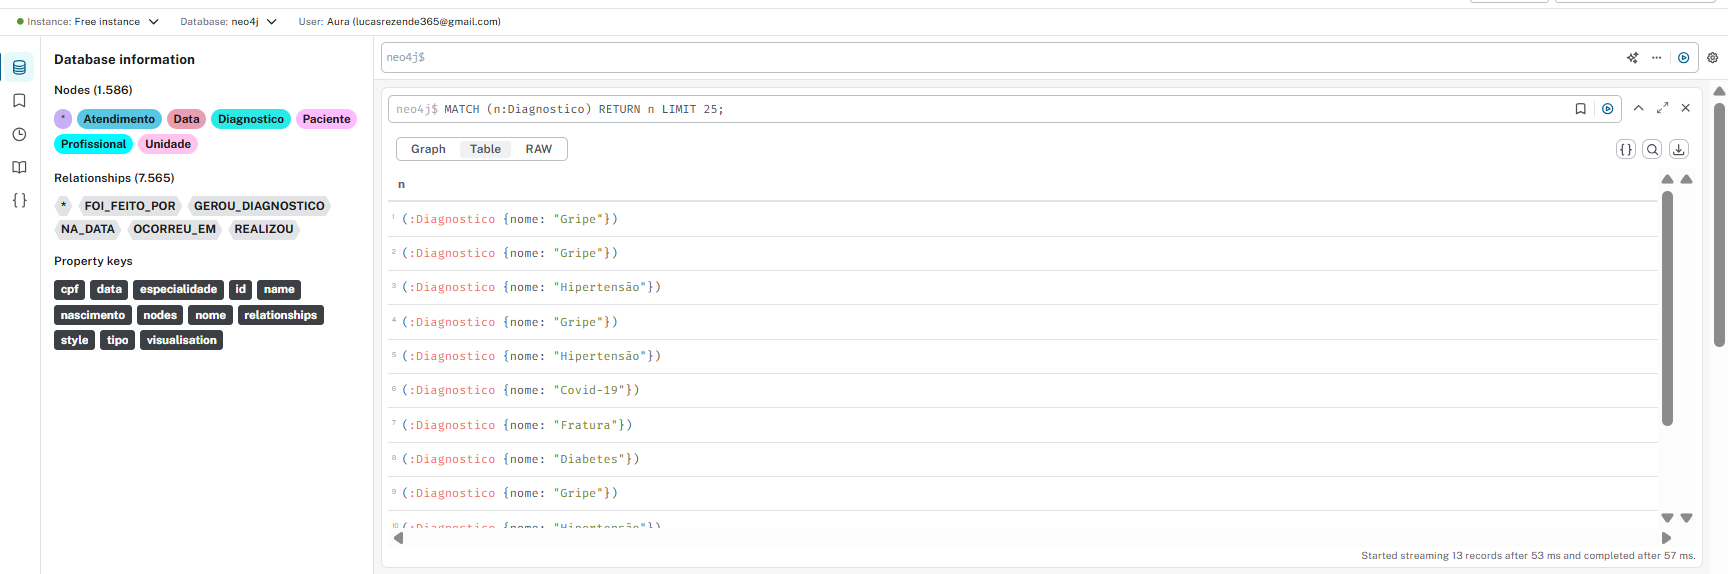 Instance: Free instance Database: neo4j User: Aura (lucasrezende365@gmail.com)
Database information
Nodes (1.586)
* Atendimento Data Diagnostico Paciente
Profissional Unidade
Relationships (7.565)
* FOI_FEITO_POR GEROU_DIAGNOSTICO
NA_DATA OCORREU_EM REALIZOU
Property keys
cpf data especialidade id name
nascimento nodes nome relationships
style tipo visualisation
neo4j$
neo4j$ MATCH (n:Diagnostico) RETURN n LIMIT 25;
Graph Table RAW
n
1 (:Diagnostico {nome: "Gripe"})
2 (:Diagnostico {nome: "Gripe"})
3 (:Diagnostico {nome: "Hipertensão"})
4 (:Diagnostico {nome: "Gripe"})
5 (:Diagnostico {nome: "Hipertensão"})
6 (:Diagnostico {nome: "Covid-19"})
7 (:Diagnostico {nome: "Fratura"})
8 (:Diagnostico {nome: "Diabetes"})
9 (:Diagnostico {nome: "Gripe"})
10 (:Diagnostico {nome: "Hipertensão"})
Started streaming 13 records after 53 ms and completed after 57 ms.